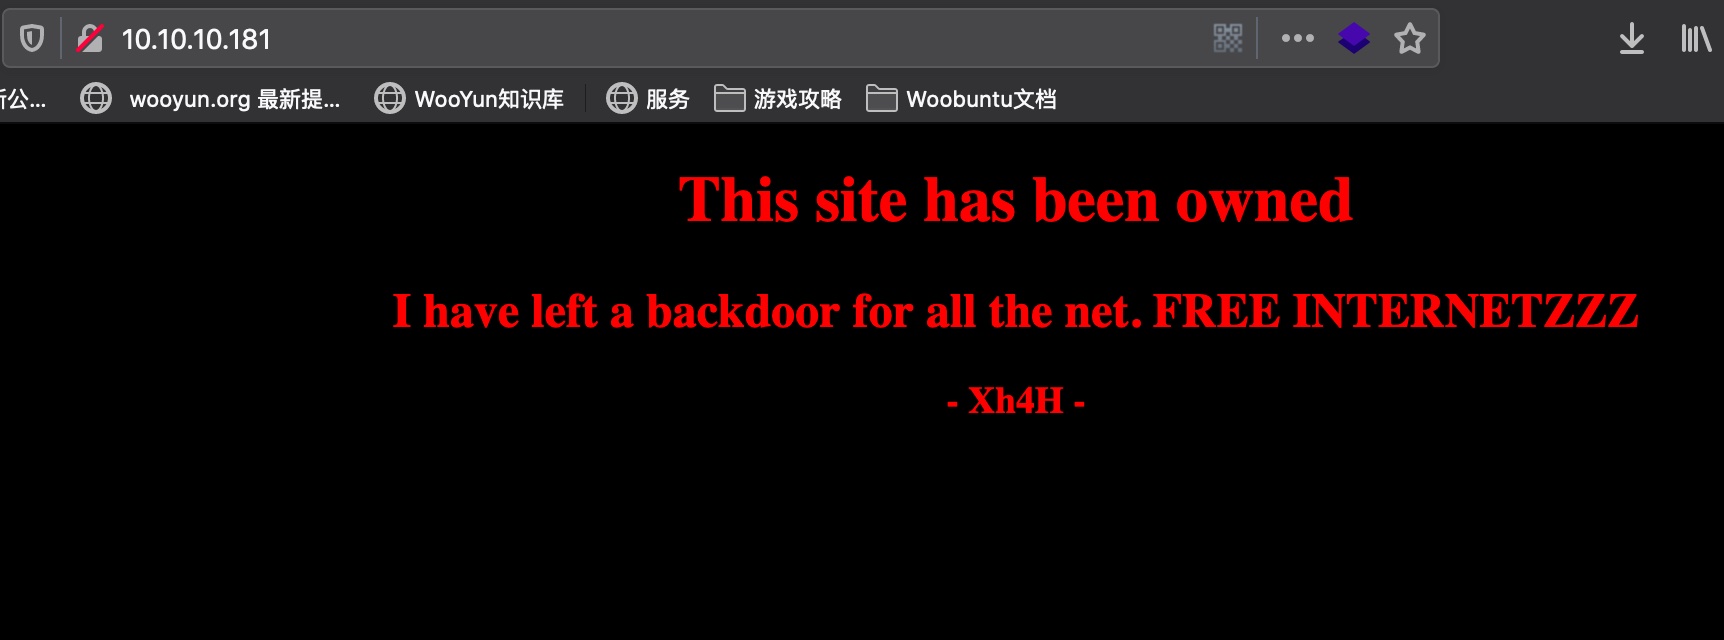 10.10.10.181
公... wooyun.org 最新提... WooYun知识库 服务 游戏攻略 Woobuntu文档
This site has been owned
I have left a backdoor for all the net. FREE INTERNETZZZ
- Xh4H -